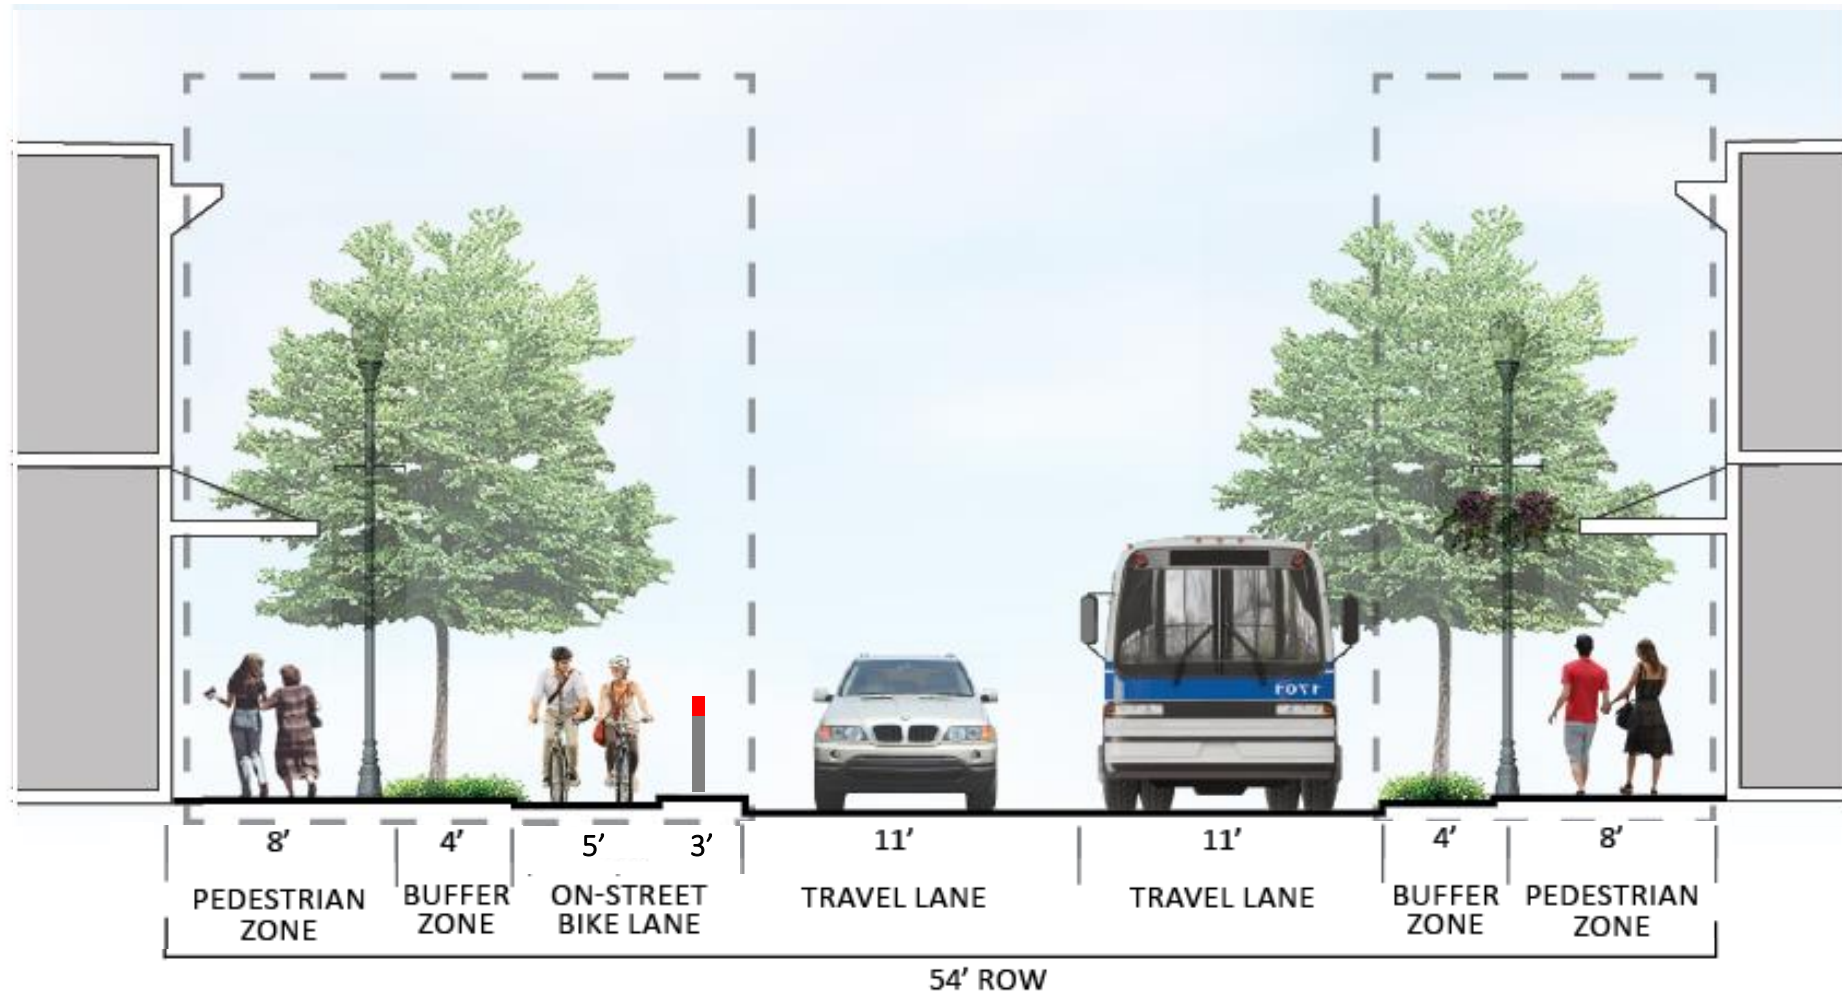 1704
8’
4’
5’
3’
11’
11’
4’
8’
PEDESTRIAN
ZONE
BUFFER
ZONE
ON-STREET
BIKE LANE
TRAVEL LANE
TRAVEL LANE
BUFFER
ZONE
PEDESTRIAN
ZONE
54’ ROW